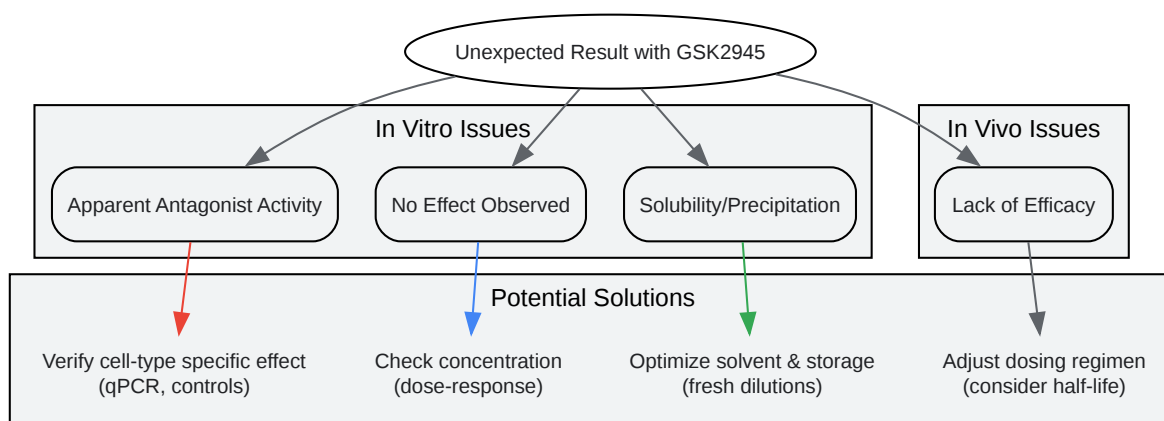 Unexpected Result with GSK2945
In Vitro Issues
In Vivo Issues
Apparent Antagonist Activity
No Effect Observed
Solubility/Precipitation
Lack of Efficacy
Potential Solutions
Verify cell-type specific effect
(qPCR, controls)
Check concentration
(dose-response)
Optimize solvent & storage
(fresh dilutions)
Adjust dosing regimen
(consider half-life)